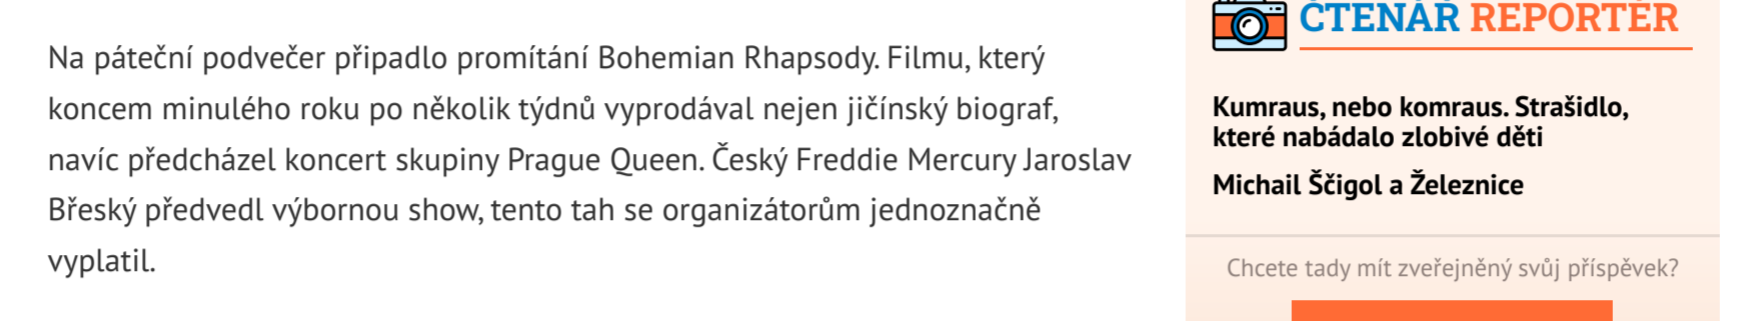 Na páteční podvečer připadlo promítání Bohemian Rhapsody. Filmu, který
koncem minulého roku po několik týdnů vyprodával nejen jičínský biograf,
navíc předcházel koncert skupiny Prague Queen. Český Freddie Mercury Jaroslav
Břeský předvedl výbornou show, tento tah se organizátorům jednoznačně
vyplatil.
ČTENÁŘ REPORTÉR
Kumraus, nebo komraus. Strašidlo,
které nabádalo zlobivé děti
Michail Ščigol a Železnice
Chcete tady mít zveřejněný svůj příspěvek?